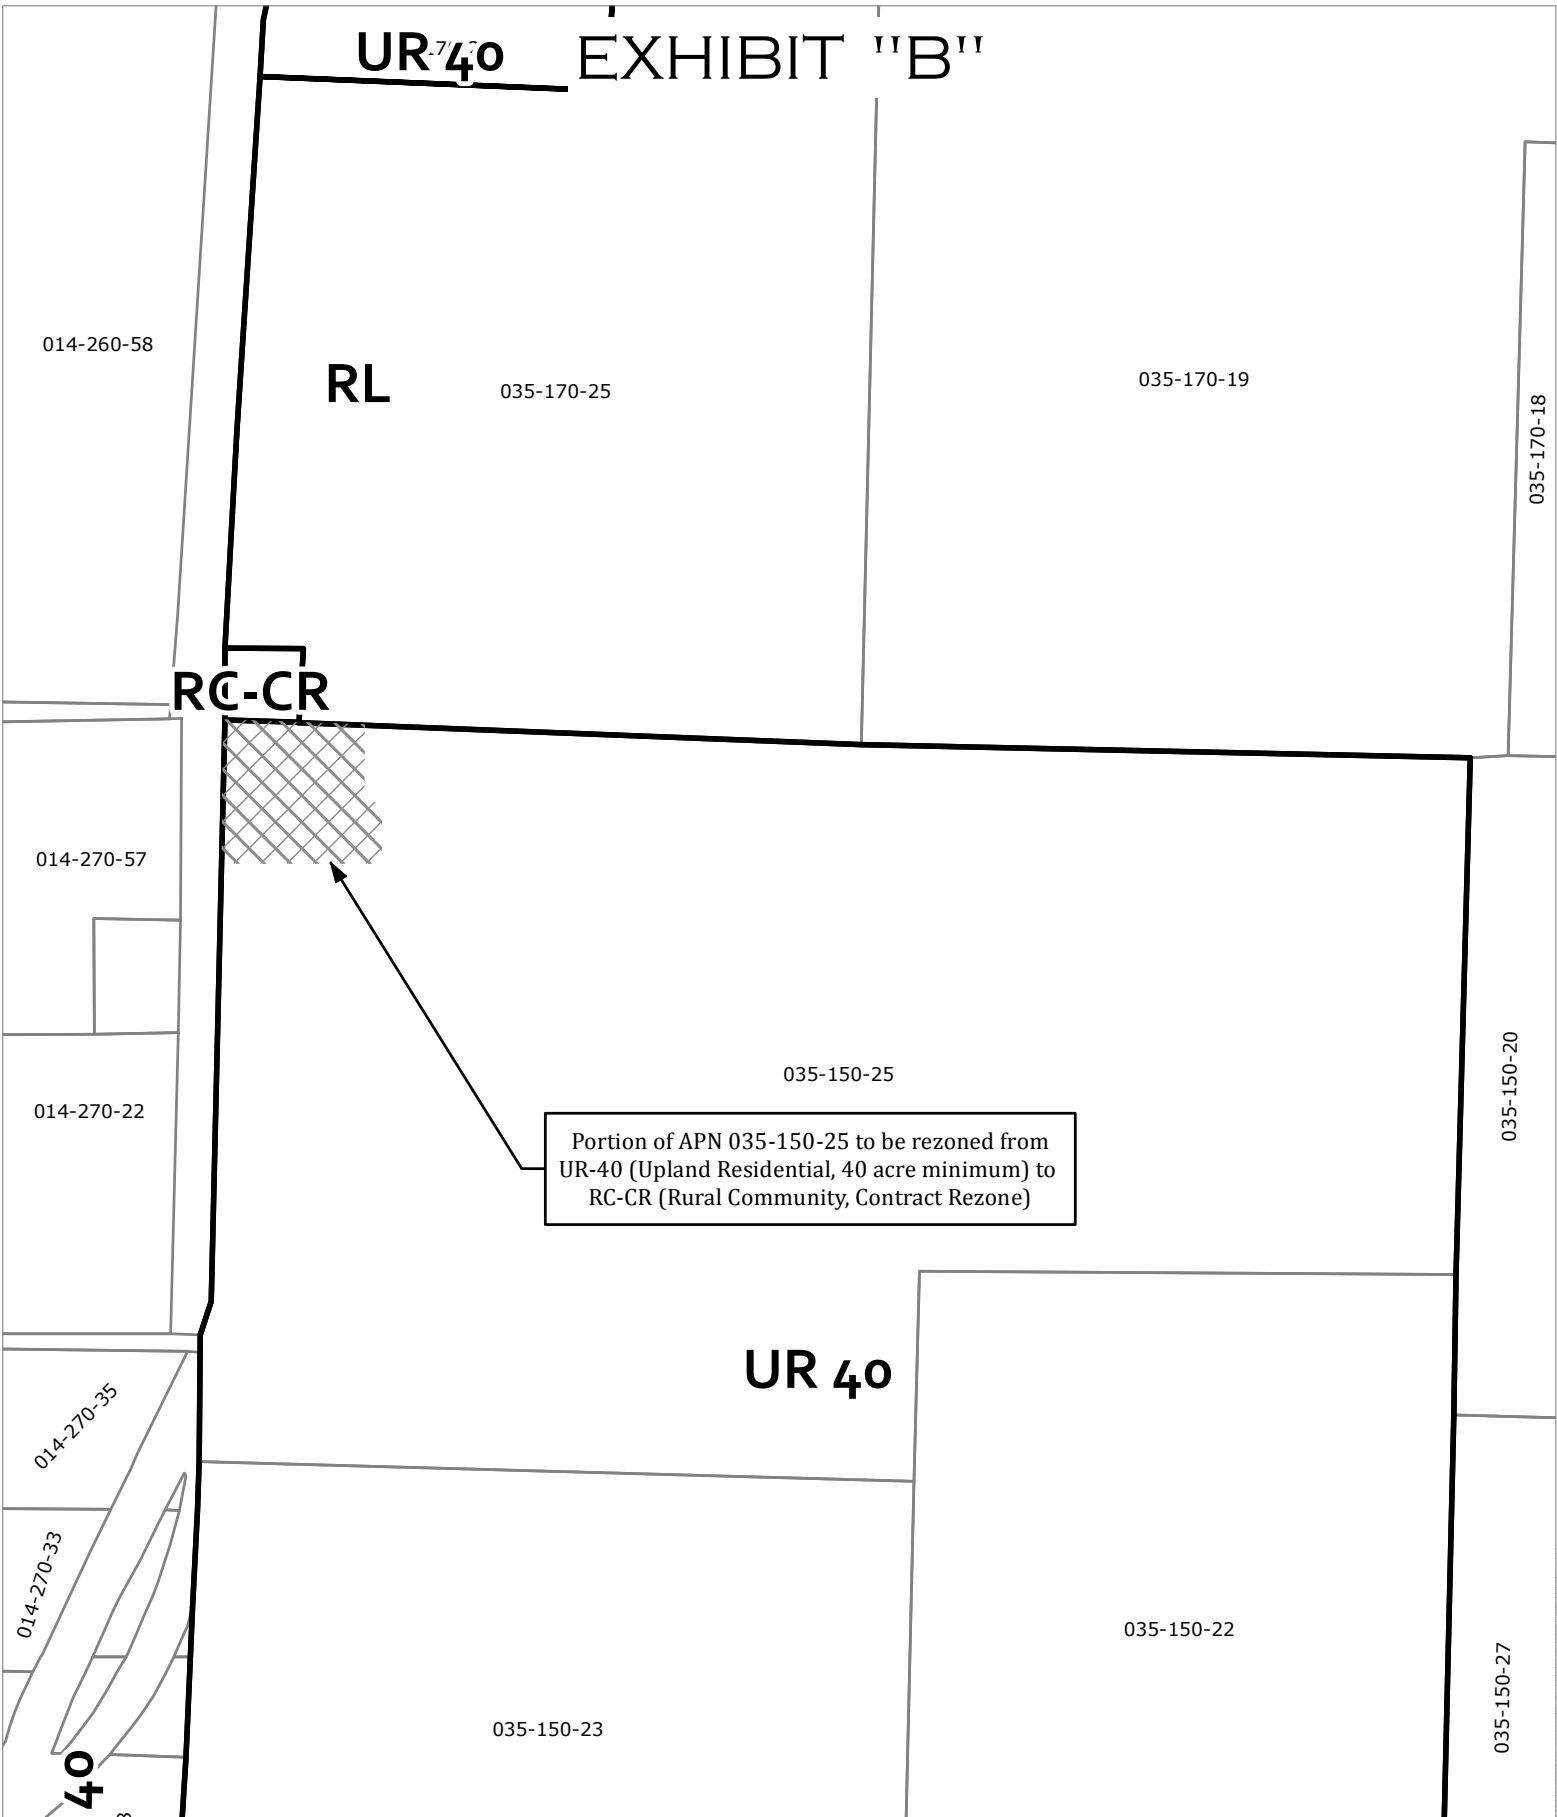 UR 40
EXHIBIT "B"
014-260-58
RL
035-170-25
035-170-19
035-170-18
RC-CR
014-270-57
014-270-22
035-150-25
035-150-20
Portion of APN 035-150-25 to be rezoned from
UR-40 (Upland Residential, 40 acre minimum) to
RC-CR (Rural Community, Contract Rezone)
UR 40
014-270-35
014-270-33
035-150-22
035-150-27
035-150-23
40